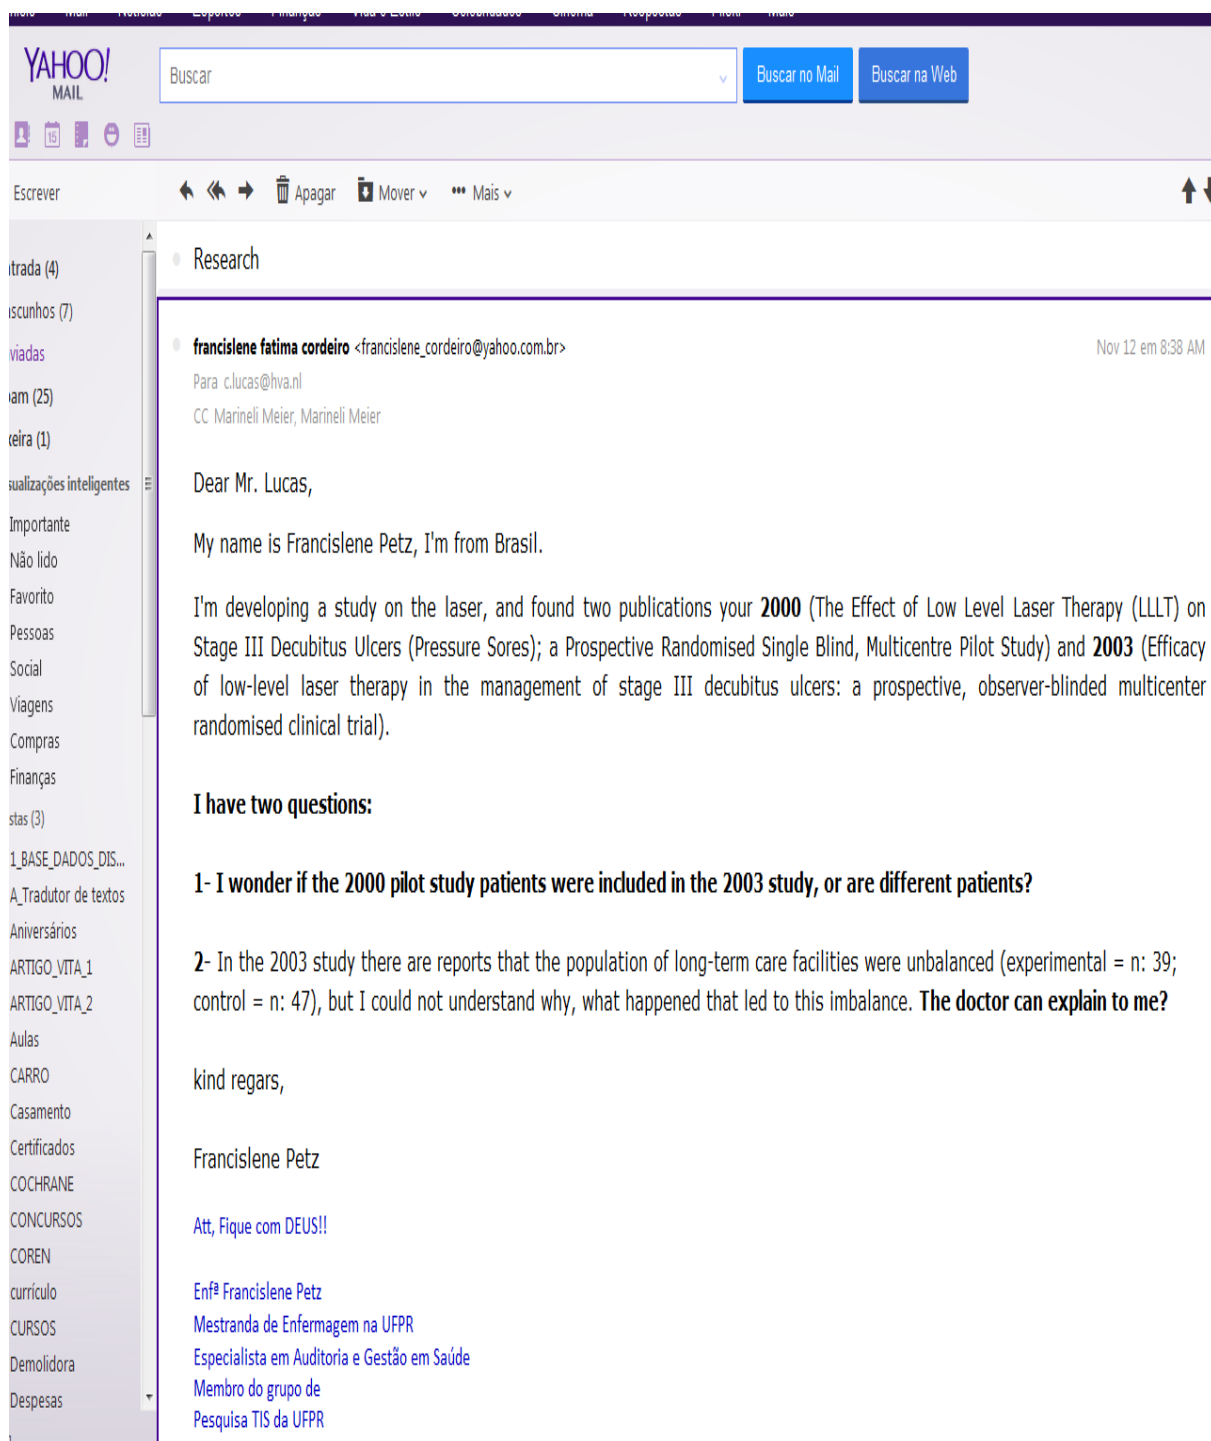 Mail
Esportes
Finanças
Vida e Estilo
Celebridades
Cinema
Respostas
Flickr
Mais
YAHOO!
MAIL
Buscar
Buscar no Mail
Buscar na Web
15
Escrever
Apagar
Mover
Mais
trada (4)
scunhos (7)
viadas
am (25)
eira (1)
sualizações inteligentes
Importante
Não lido
Favorito
Pessoas
Social
Viagens
Compras
Finanças
stas (3)
1_BASE_DADOS_DIS...
A_Tradutor de textos
Aniversários
ARTIGO_VITA_1
ARTIGO_VITA_2
Aulas
CARRO
Casamento
Certificados
COCHRANE
CONCURSOS
COREN
currículo
CURSOS
Demolidora
Despesas
Research
francislene fatima cordeiro <francislene_cordeiro@yahoo.com.br>
Nov 12 em 8:38 AM
Para c.lucas@hva.nl
CC Marineli Meier, Marineli Meier
Dear Mr. Lucas,
My name is Francislene Petz, I'm from Brasil.
I'm developing a study on the laser, and found two publications your 2000 (The Effect of Low Level Laser Therapy (LLLT) on
Stage III Decubitus Ulcers (Pressure Sores); a Prospective Randomised Single Blind, Multicentre Pilot Study) and 2003 (Efficacy
of low-level laser therapy in the management of stage III decubitus ulcers: a prospective, observer-blinded multicenter
randomised clinical trial).
I have two questions:
1- I wonder if the 2000 pilot study patients were included in the 2003 study, or are different patients?
2- In the 2003 study there are reports that the population of long-term care facilities were unbalanced (experimental = n: 39;
control = n: 47), but I could not understand why, what happened that led to this imbalance. The doctor can explain to me?
kind regars,
Francislene Petz
Att, Fique com DEUS!!
Enfª Francislene Petz
Mestranda de Enfermagem na UFPR
Especialista em Auditoria e Gestão em Saúde
Membro do grupo de
Pesquisa TIS da UFPR